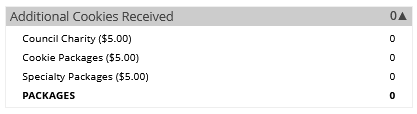 Additional Cookies Received 0▲
Council Charity ($5.00) 0
Cookie Packages ($5.00) 0
Specialty Packages ($5.00) 0
PACKAGES 0